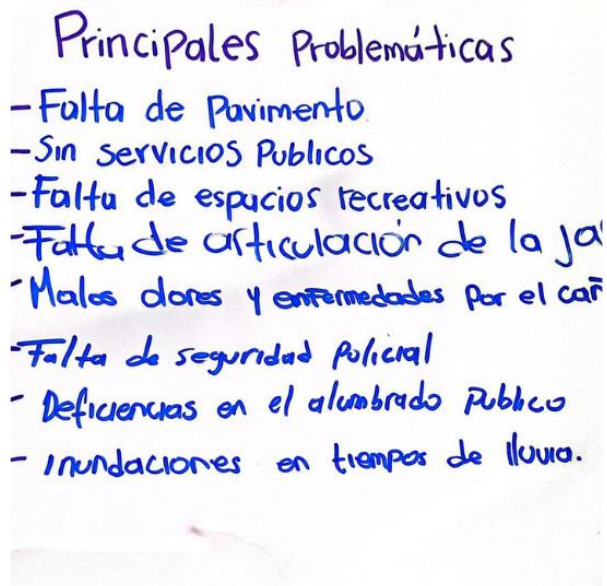 Principales Problemáticas
- Falta de Pavimento
- Sin servicios Publicos
- Falta de espacios recreativos
- Falta de articulación de la
- Malos olores y enfermedades por el
- Falta de seguridad Policial
- Deficiencias en el alumbrado publico
- Inundaciones en tiempos de lluvia.